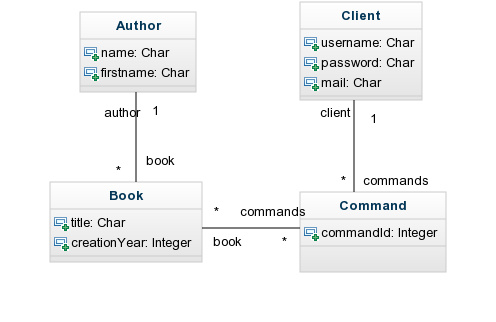 Author
name: Char
firstname: Char
Client
username: Char
password: Char
mail: Char
author 1
* book
client 1
* commands
Book
title: Char
creationYear: Integer
* commands
book *
Command
commandId: Integer